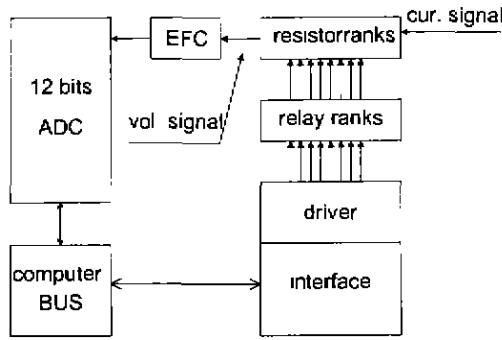 cur. signal
EFC
resistorranks
12 bits
ADC
vol signal
relay ranks
driver
computer
BUS
interface